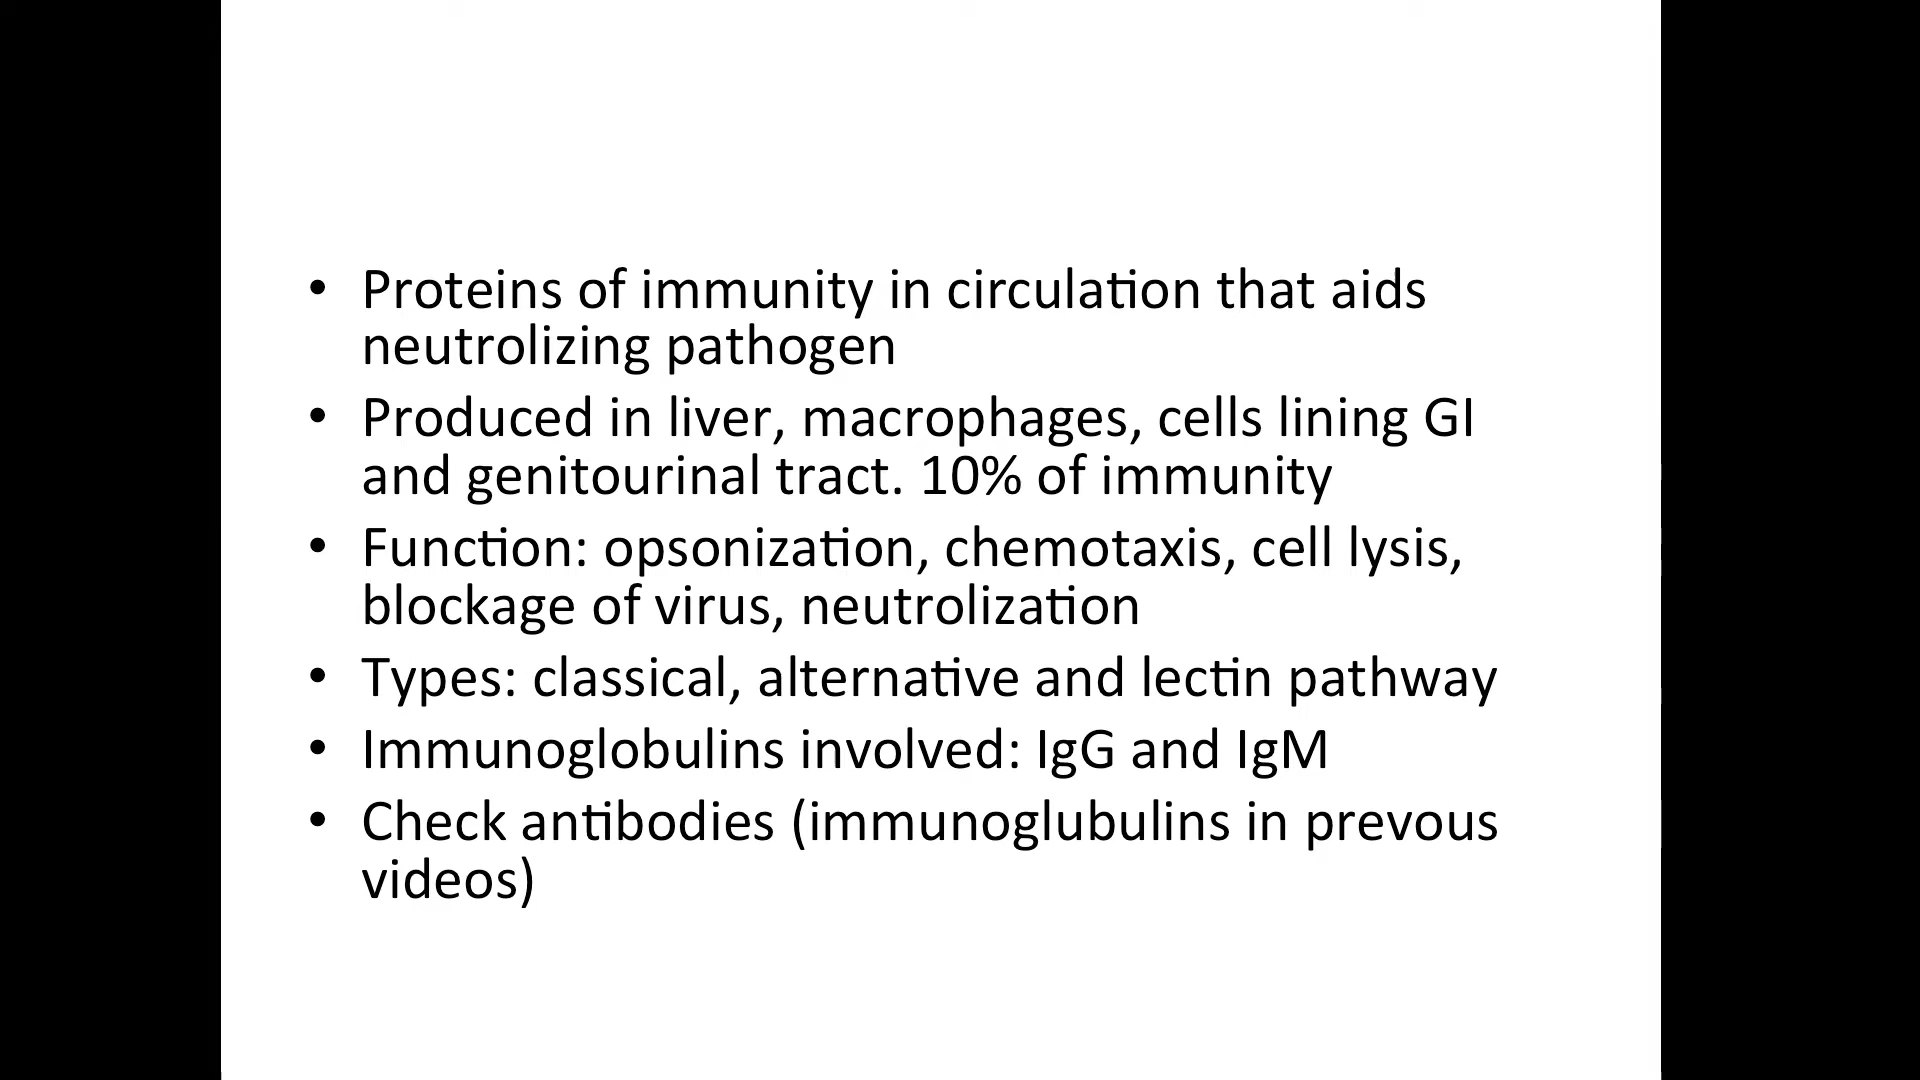 • Proteins of immunity in circulation that aids
neutrolizing pathogen
• Produced in liver, macrophages, cells lining GI
and genitourinal tract. 10% of immunity
• Function: opsonization, chemotaxis, cell lysis,
blockage of virus, neutrolization
• Types: classical, alternative and lectin pathway
• Immunoglobulins involved: IgG and IgM
• Check antibodies (immunoglubulins in prevous
videos)